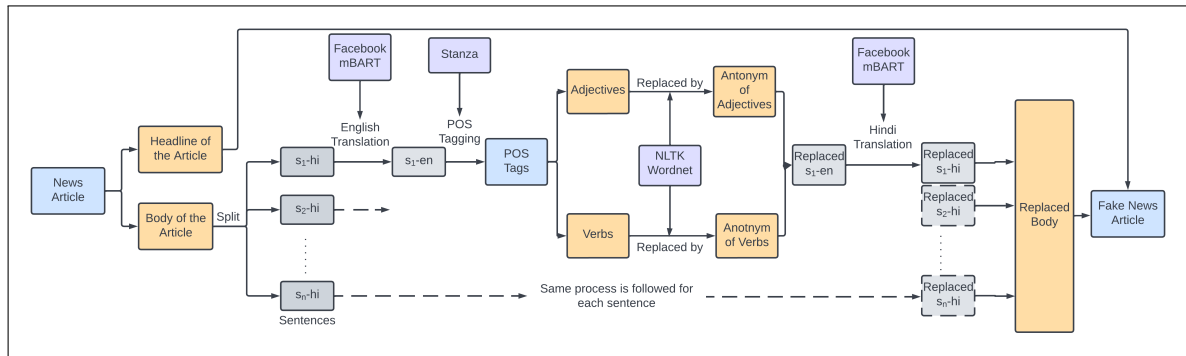 Facebook
mBART
Stanza
Facebook
mBART
Adjectives
Replaced by
Antonym
of
Adjectives
Headline of
the Article
English
Translation
POS
Tagging
Hindi
Translation
News
Article
s₁-hi
s₁-en
POS
Tags
NLTK
Wordnet
Replaced
s₁-en
Replaced
s₁-hi
Body of the
Article
Split
s₂-hi
Verbs
Replaced by
Anotnym
of Verbs
Replaced
s₂-hi
Replaced
Body
Fake News
Article
sₙ-hi
Sentences
Same process is followed for
each sentence
Replaced
sₙ-hi